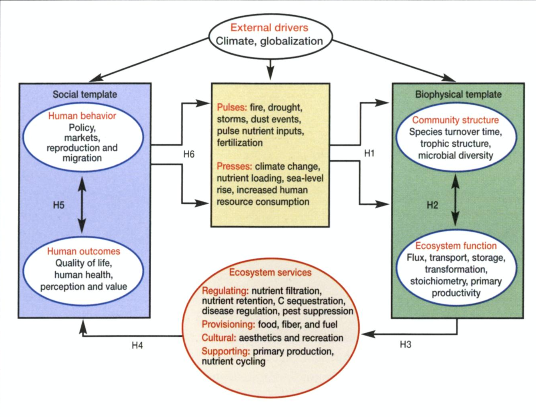 External drivers
Climate, globalization
Social template
Human behavior
Policy,
markets,
reproduction and
migration
H5
Human outcomes
Quality of life,
human health,
perception and value
H6
Pulses: fire, drought,
storms, dust events,
pulse nutrient inputs,
fertilization
Presses: climate change,
nutrient loading, sea-level
rise, increased human
resource consumption
H1
Biophysical template
Community structure
Species turnover time,
trophic structure,
microbial diversity
H2
Ecosystem function
Flux, transport, storage,
transformation,
stoichiometry, primary
productivity
Ecosystem services
Regulating: nutrient filtration,
nutrient retention, C sequestration,
disease regulation, pest suppression
Provisioning: food, fiber, and fuel
Cultural: aesthetics and recreation
Supporting: primary production,
nutrient cycling
H4
H3